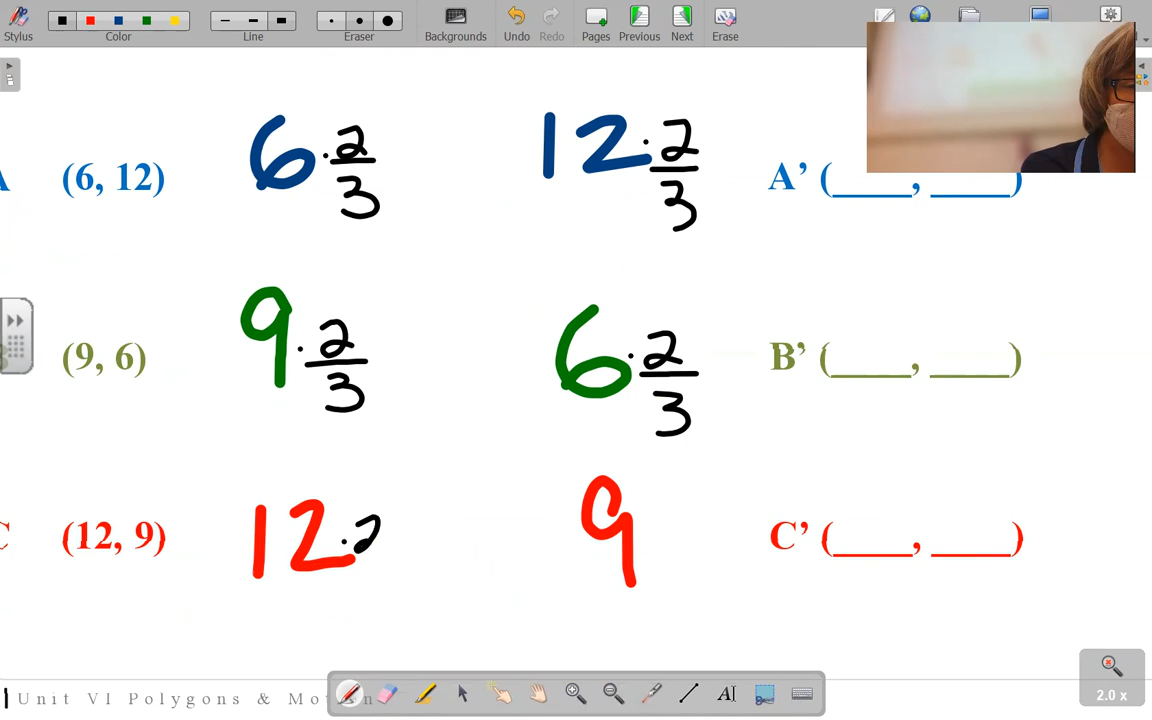 Stylus Color Line Eraser Backgrounds Undo Redo Pages Previous Next Erase
A (6, 12) 6 · 2/3 12 · 2/3 A’ (____, ____)
(9, 6) 9 · 2/3 6 · 2/3 B’ (____, ____)
C (12, 9) 12 · 2 9 C’ (____, ____)
Unit VI Polygons &
A
2.0 x